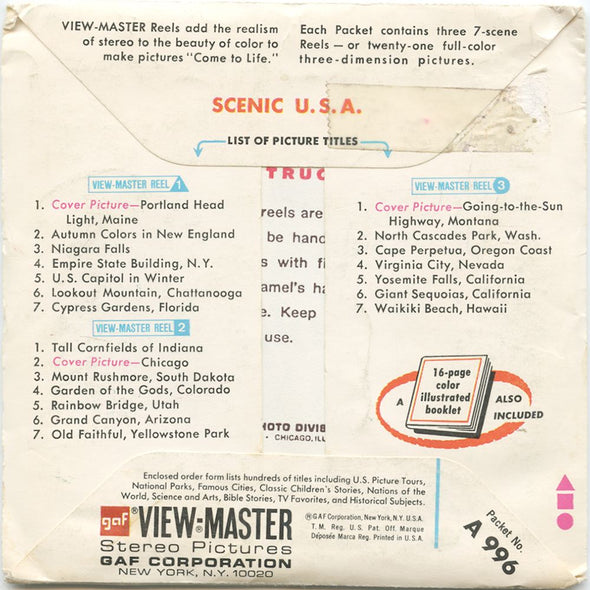 VIEW-MASTER Reels add the realism
of stereo to the beauty of color to
make pictures "Come to Life."
Each Packet contains three 7-scene
Reels — or twenty-one full-color
three-dimension pictures.
SCENIC U.S.A.
LIST OF PICTURE TITLES
VIEW-MASTER REEL 1
1. Cover Picture—Portland Head
Light, Maine
2. Autumn Colors in New England
3. Niagara Falls
4. Empire State Building, N.Y.
5. U.S. Capitol in Winter
6. Lookout Mountain, Chattanooga
7. Cypress Gardens, Florida
VIEW-MASTER REEL 2
1. Tall Cornfields of Indiana
2. Cover Picture—Chicago
3. Mount Rushmore, South Dakota
4. Garden of the Gods, Colorado
5. Rainbow Bridge, Utah
6. Grand Canyon, Arizona
7. Old Faithful, Yellowstone Park
TRUC
reels are
be hand
s with fi
amel's ha
e. Keep
use.
HOTO DIVIS
CHICAGO, ILL
VIEW-MASTER REEL 3
1. Cover Picture—Going-to-the-Sun
Highway, Montana
2. North Cascades Park, Wash.
3. Cape Perpetua, Oregon Coast
4. Virginia City, Nevada
5. Yosemite Falls, California
6. Giant Sequoias, California
7. Waikiki Beach, Hawaii
A
16-page
color
illustrated
booklet
ALSO
INCLUDED
Enclosed order form lists hundreds of titles including U.S. Picture Tours,
National Parks, Famous Cities, Classic Children's Stories, Nations of the
World, Science and Arts, Bible Stories, TV Favorites, and Historical Subjects.
gaf VIEW-MASTER
Stereo Pictures
GAF CORPORATION
NEW YORK, N.Y. 10020
®GAF Corporation, New York, N.Y. U.S.A.
T.M. Reg. U.S. Pat. Off. Marque
Déposée Marca Reg. Printed in U.S.A.
Packet No.
A 996